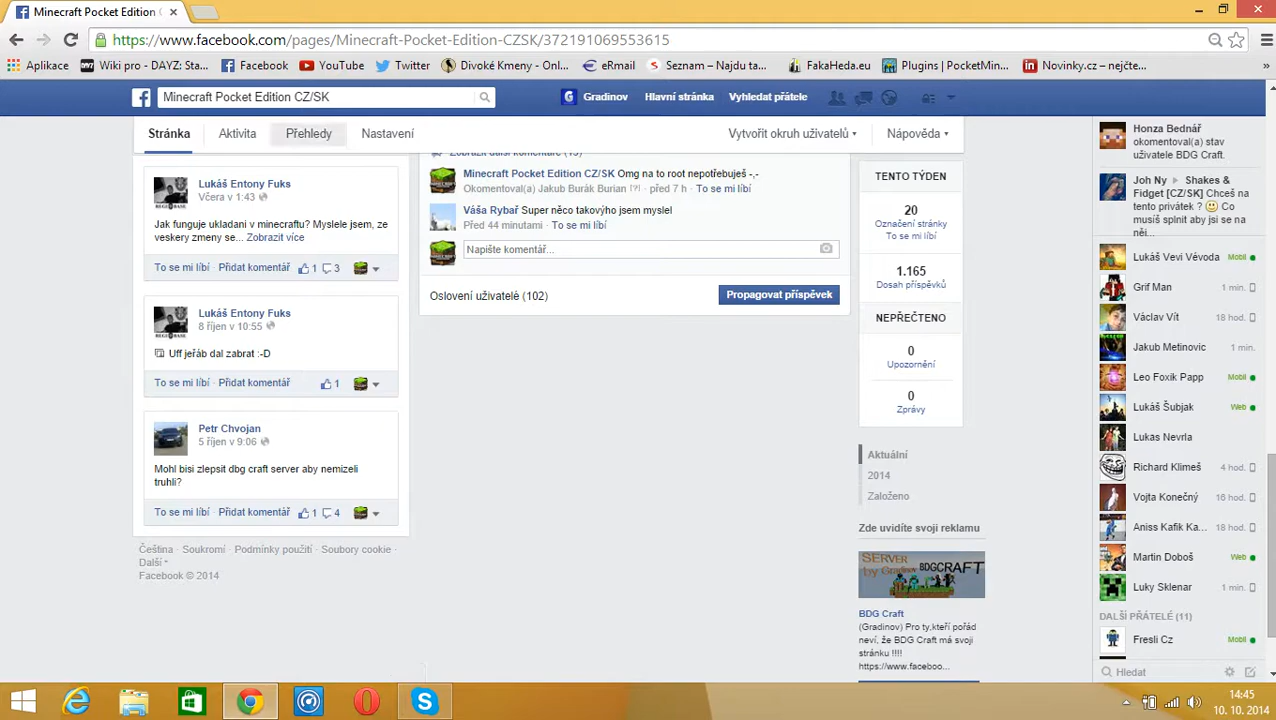 Minecraft Pocket Edition
https://www.facebook.com/pages/Minecraft-Pocket-Edition-CZSK/372191069553615
Aplikace
Wiki pro - DAYZ: Sta...
Facebook
YouTube
Twitter
Divoké Kmeny - Onl...
eRmail
Seznam – Najdu ta...
FakaHeda.eu
Plugins | PocketMin...
Novinky.cz – nejčte...
Minecraft Pocket Edition CZ/SK
Gradinov
Hlavní stránka
Vyhledat přátele
Stránka
Aktivita
Přehledy
Nastavení
Vytvořit okruh uživatelů
Nápověda
Lukáš Entony Fuks
Včera v 1:43
Jak funguje ukladani v minecraftu? Myslele jsem, ze
veskery zmeny se... Zobrazit více
To se mi líbí · Přidat komentář 1 3
Lukáš Entony Fuks
8 říjen v 10:55
Uff jeřáb dal zabrat :-D
To se mi líbí · Přidat komentář 1
Petr Chvojan
5 říjen v 9:06
Mohl bisi zlepsit dbg craft server aby nemizeli
truhli?
To se mi líbí · Přidat komentář 1 4
Čeština · Soukromí · Podmínky použití · Soubory cookie ·
Další
Facebook © 2014
Zobrazit další komentáře
Minecraft Pocket Edition CZ/SK Omg na to root nepotřebuješ -,-
Okomentoval(a) Jakub Burák Burian [?] · před 7 h · To se mi líbí
Váša Rybař Super něco takovýho jsem myslel
Před 44 minutami · To se mi líbí
Napište komentář...
Oslovení uživatelé (102)
Propagovat příspěvek
TENTO TÝDEN
20
Označení stránky
To se mi líbí
1.165
Dosah příspěvků
NEPŘEČTENO
0
Upozornění
0
Zprávy
Aktuální
2014
Založeno
Zde uvidíte svoji reklamu
SERVER
by Gradinov BDGCRAFT
BDG Craft
(Gradinov) Pro ty,kteří pořád
neví, že BDG Craft má svoji
stránku !!!!
https://www.faceboo...
Honza Bednář
okomentoval(a) stav
uživatele BDG Craft.
Joh Ny ▸ Shakes &
Fidget [CZ/SK] Chceš na
tento privátek ? 🙂 Co
musíš splnit aby jsi se na
něj...
Lukáš Vevi Vévoda Mobil
Grif Man 1 min.
Václav Vít 18 hod.
Jakub Metinovic 1 min.
Leo Foxik Papp Mobil
Lukáš Šubjak Web
Lukas Nevrla
Richard Klimeš 4 hod.
Vojta Konečný 16 hod.
Aniss Kafik Ka... 18 hod.
Martin Doboš Web
Luky Sklenar 1 min.
DALŠÍ PŘÁTELÉ (11)
Fresli Cz Mobil
Hledat
14:45
10. 10. 2014